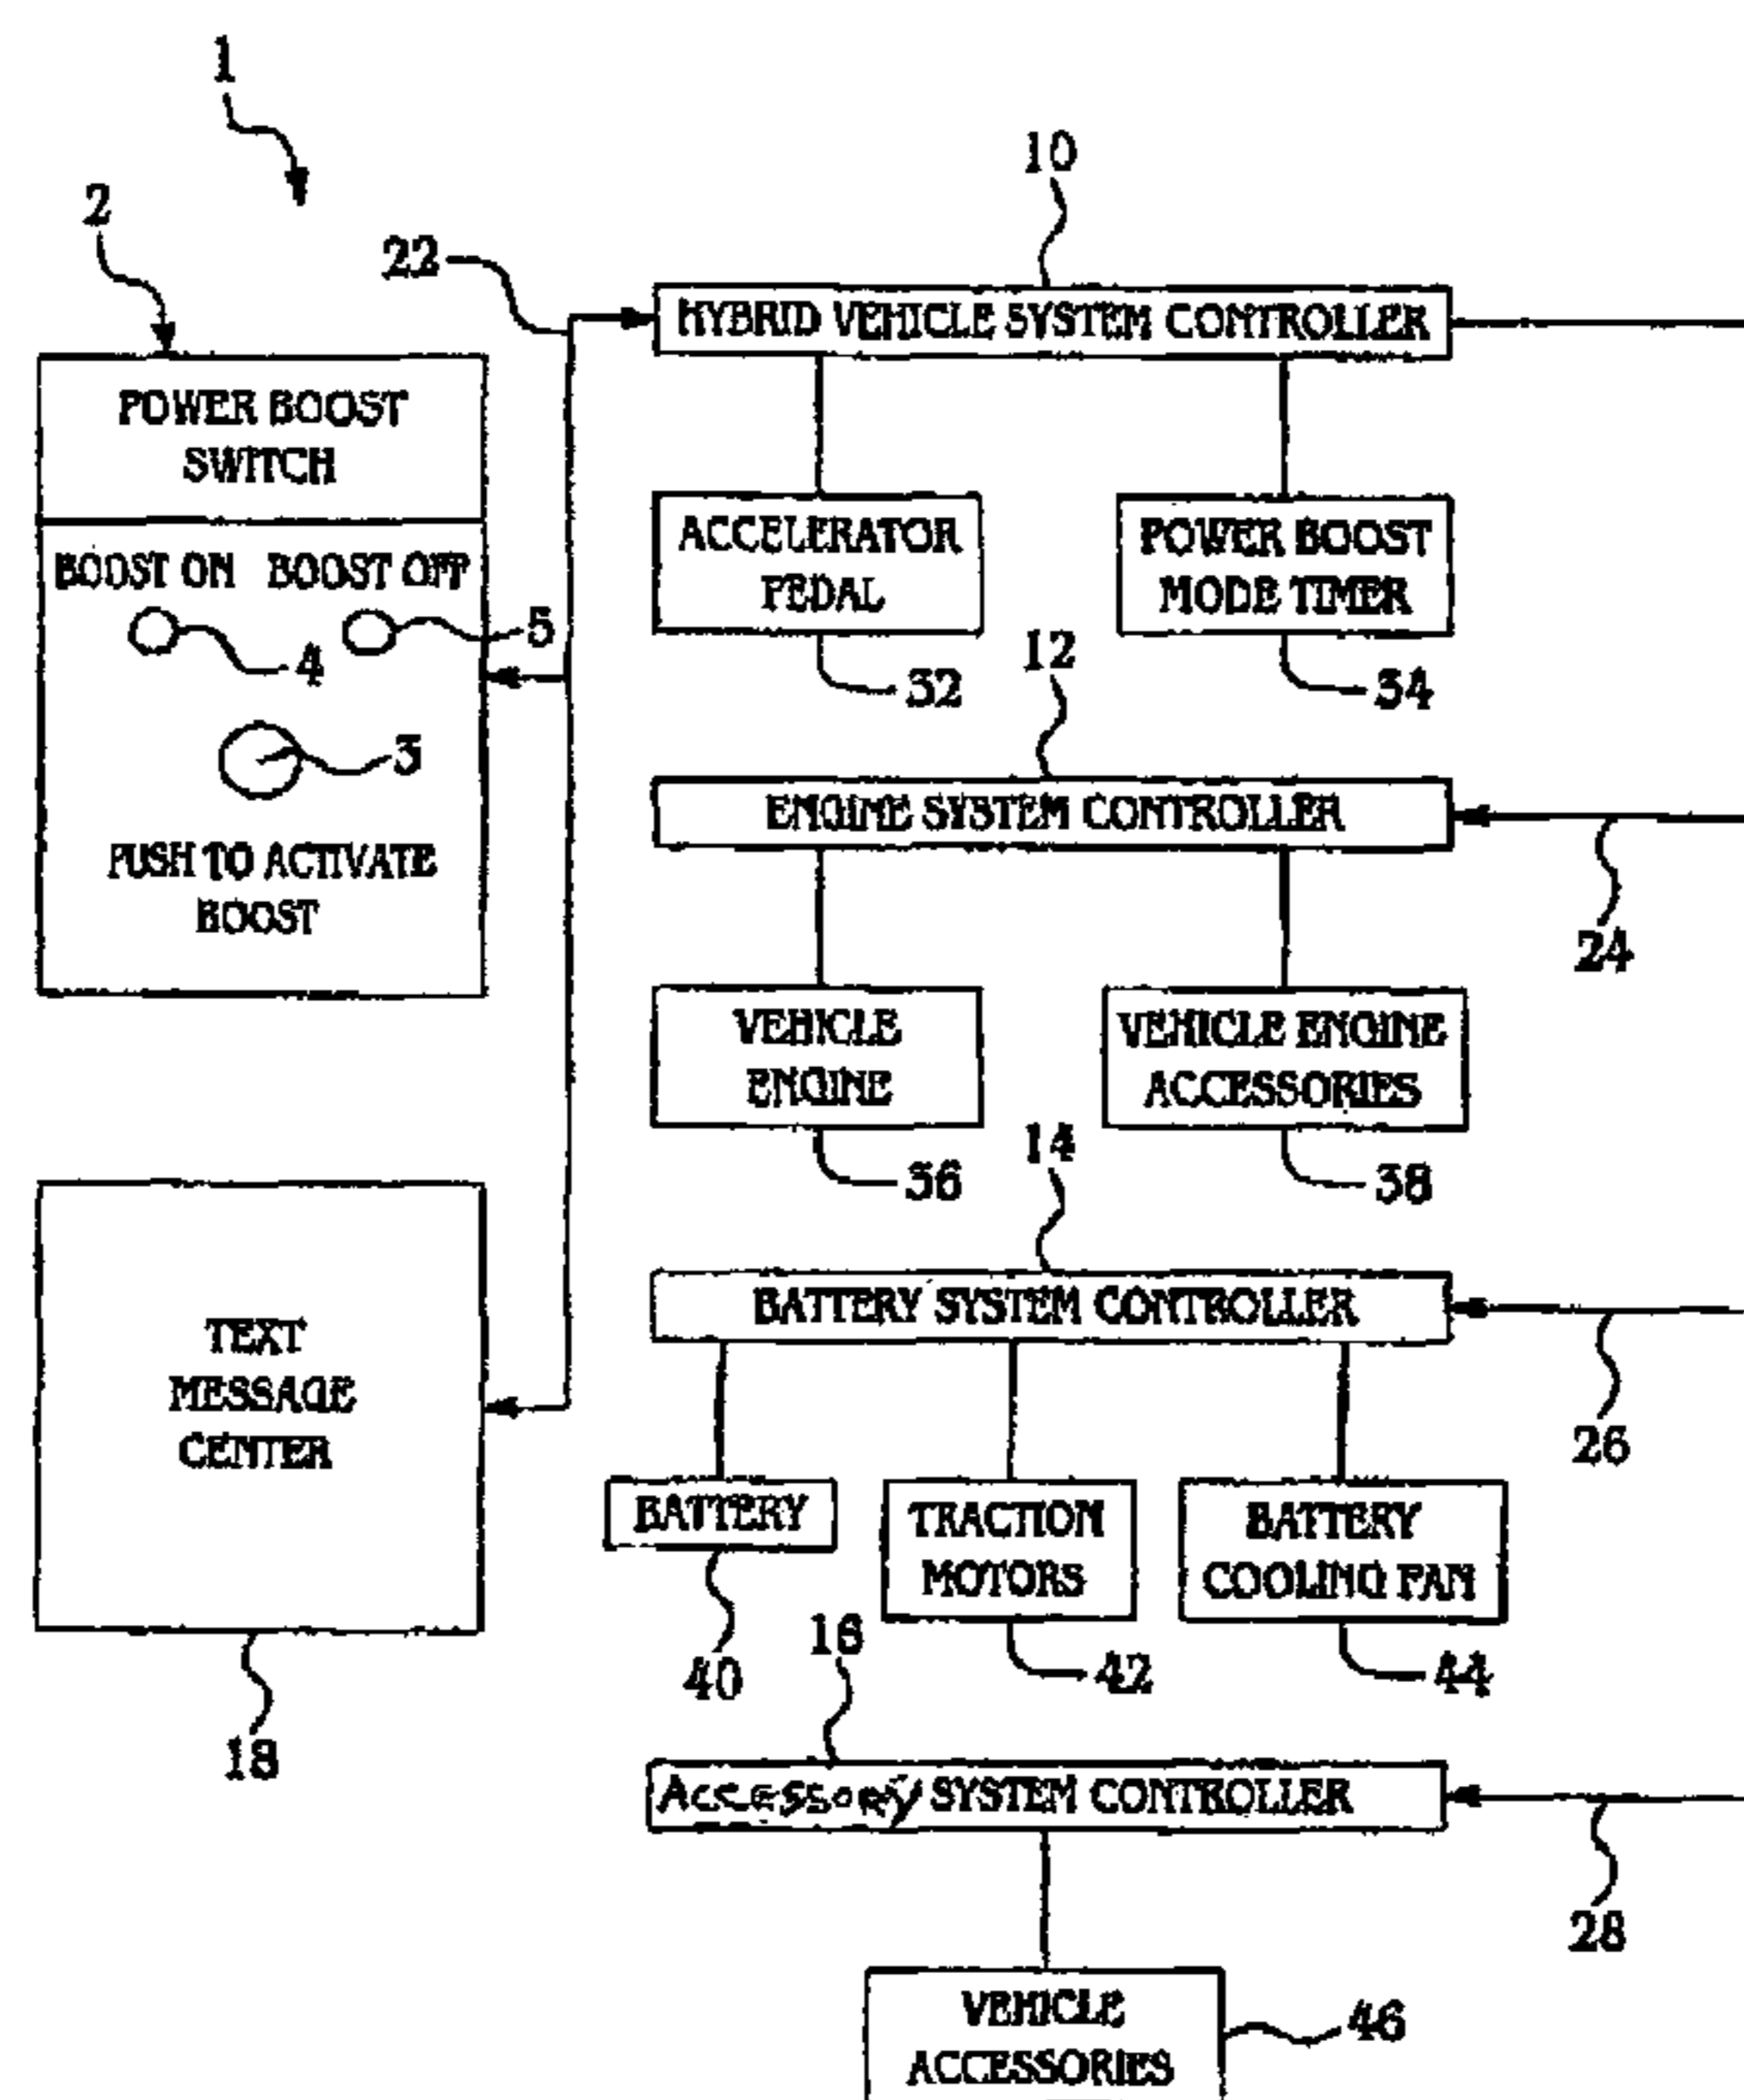 1
10
2
22
HYBRID VEHICLE SYSTEM CONTROLLER
POWER BOOST
SWITCH
BOOST ON BOOST OFF
4
5
3
PUSH TO ACTIVATE
BOOST
ACCELERATOR
PEDAL
32
POWER BOOST
MODE TIMER
34
12
ENGINE SYSTEM CONTROLLER
24
VEHICLE
ENGINE
36
VEHICLE ENGINE
ACCESSORIES
38
14
BATTERY SYSTEM CONTROLLER
26
TEXT
MESSAGE
CENTER
18
BATTERY
40
TRACTION
MOTORS
42
BATTERY
COOLING FAN
44
16
Accessory SYSTEM CONTROLLER
28
VEHICLE
ACCESSORIES
46